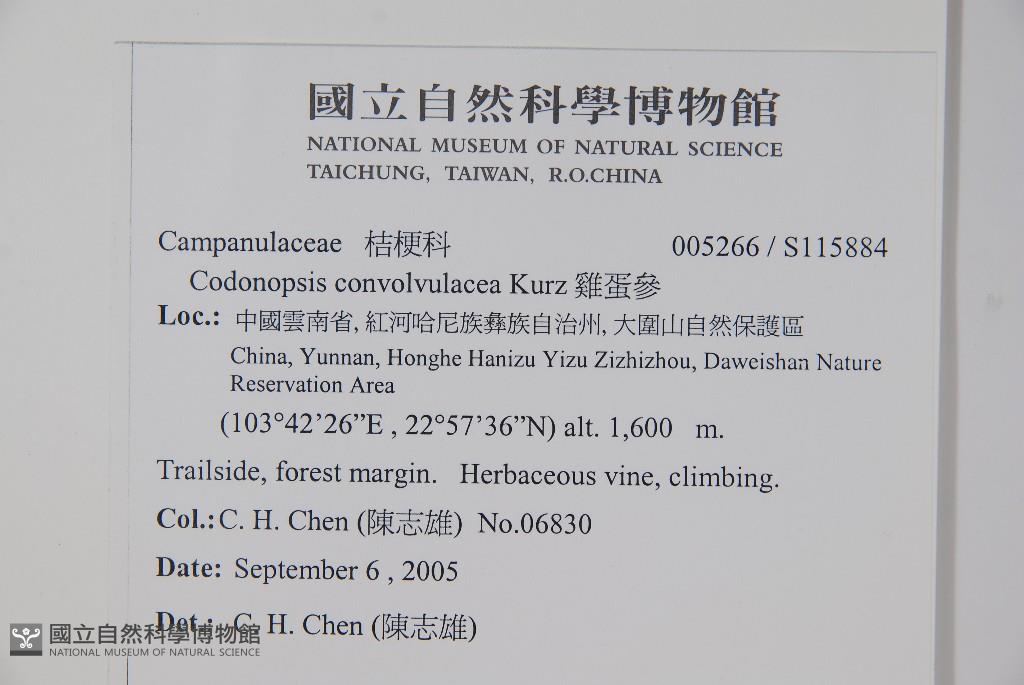 國立自然科學博物館
NATIONAL MUSEUM OF NATURAL SCIENCE
TAICHUNG, TAIWAN, R.O.CHINA
Campanulaceae 桔梗科 005266 / S115884
Codonopsis convolvulacea Kurz 雞蛋參
Loc.: 中國雲南省, 紅河哈尼族彝族自治州, 大圍山自然保護區
China, Yunnan, Honghe Hanizu Yizu Zizhizhou, Daweishan Nature
Reservation Area
(103°42’26”E , 22°57’36”N) alt. 1,600 m.
Trailside, forest margin. Herbaceous vine, climbing.
Col.: C. H. Chen (陳志雄) No.06830
Date: September 6 , 2005
Det.: C. H. Chen (陳志雄)
國立自然科學博物館
NATIONAL MUSEUM OF NATURAL SCIENCE